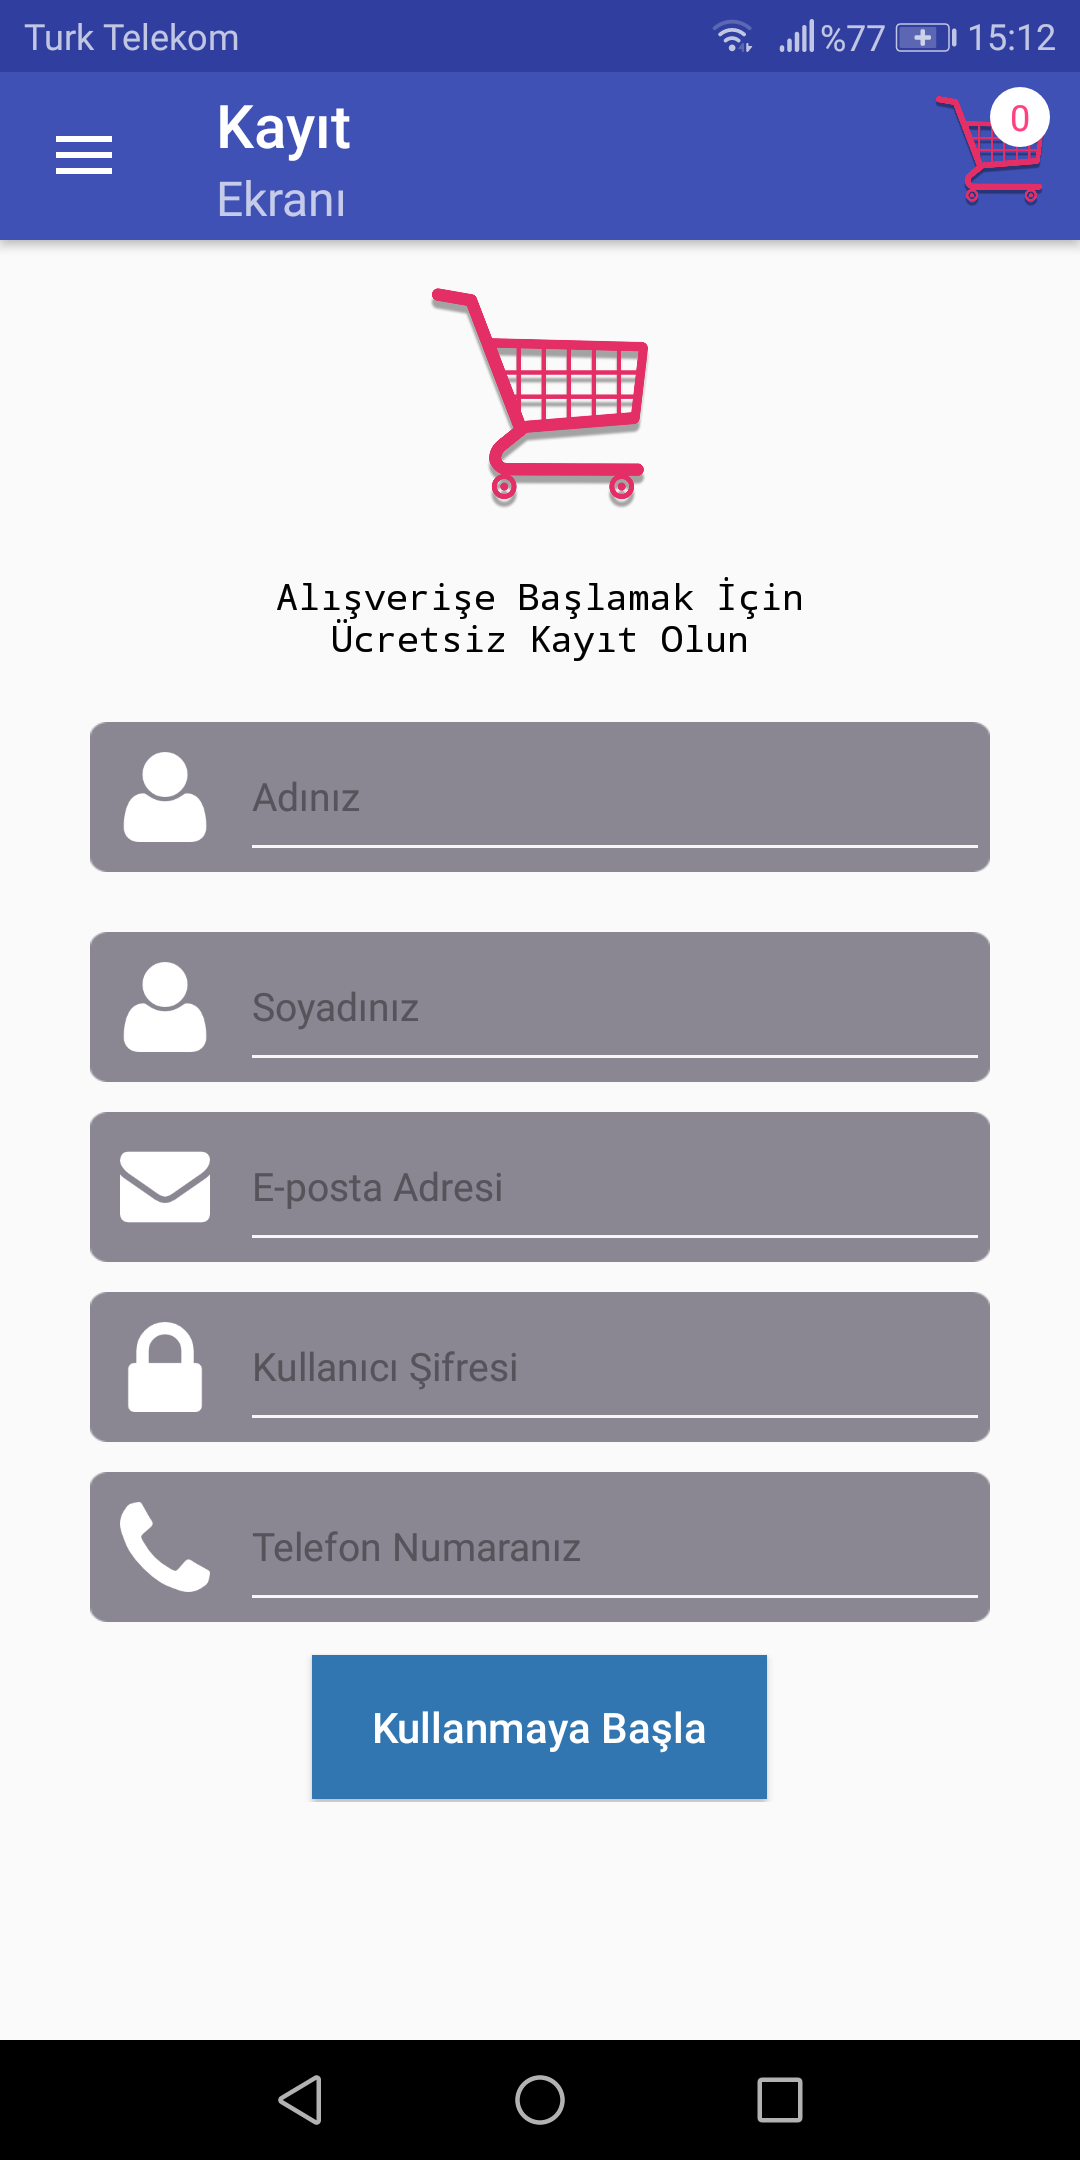 Turk Telekom %77 15:12
Kayıt
Ekranı
0
Alışverişe Başlamak İçin
Ücretsiz Kayıt Olun
Adınız
Soyadınız
E-posta Adresi
Kullanıcı Şifresi
Telefon Numaranız
Kullanmaya Başla